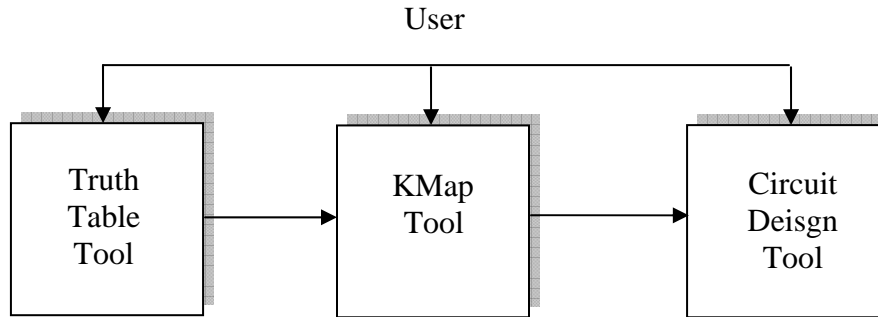 User
Truth
Table
Tool
KMap
Tool
Circuit
Deisgn
Tool